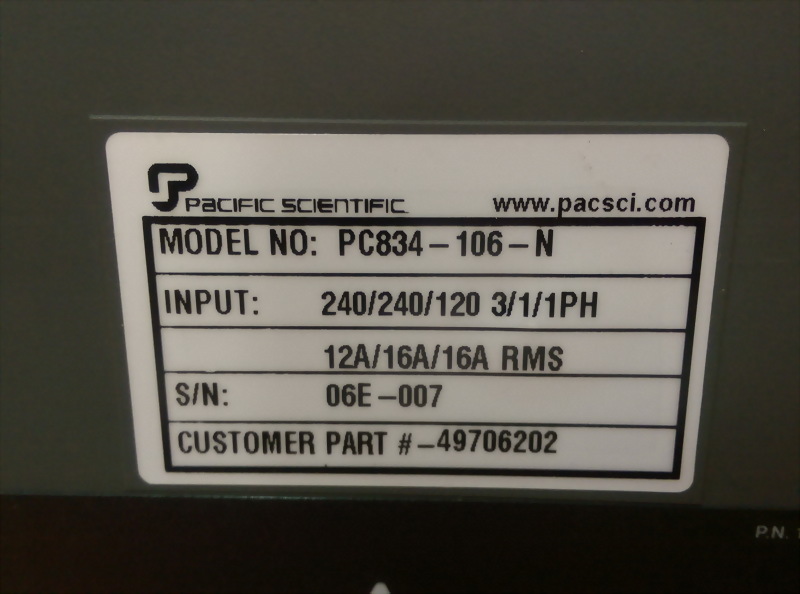 PACIFIC SCIENTIFIC www.pacsci.com
MODEL NO: PC834-106-N
INPUT: 240/240/120 3/1/1PH
12A/16A/16A RMS
S/N: 06E-007
CUSTOMER PART #-49706202
P.N.